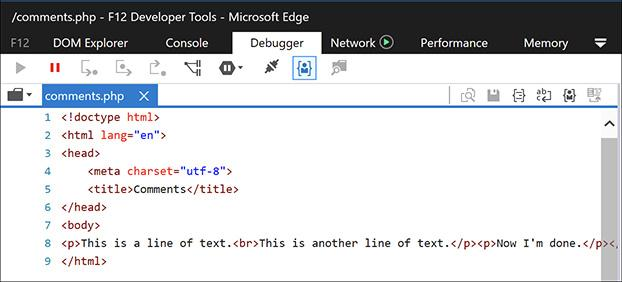 /comments.php - F12 Developer Tools - Microsoft Edge
F12 DOM Explorer Console Debugger Network Performance Memory
comments.php
1 <!doctype html>
2 <html lang="en">
3 <head>
4 <meta charset="utf-8">
5 <title>Comments</title>
6 </head>
7 <body>
8 <p>This is a line of text.<br>This is another line of text.</p><p>Now I'm done.</p></
9 </html>